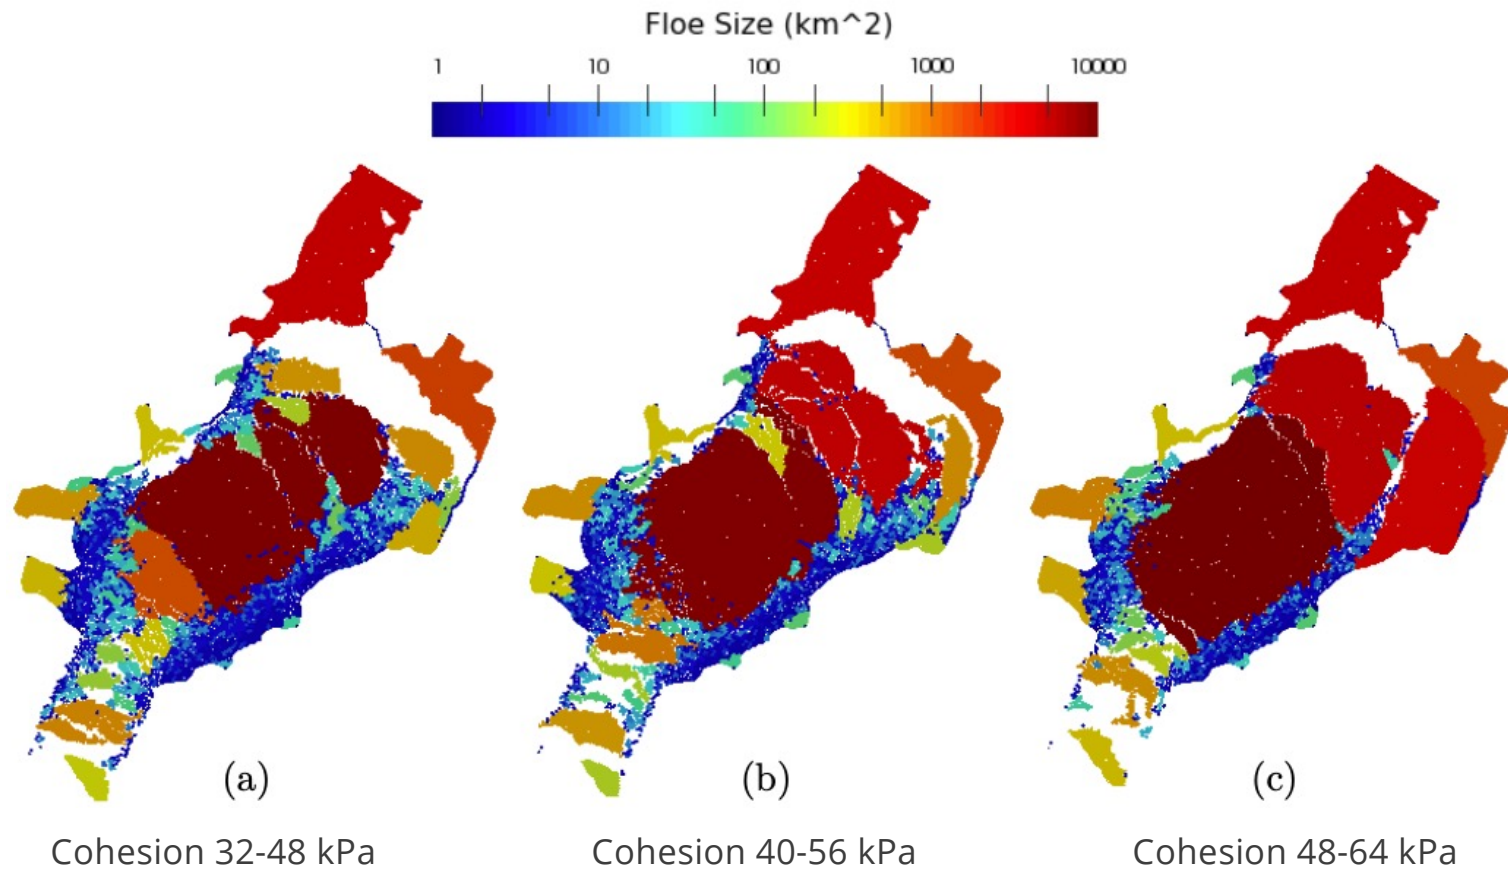 Floe Size (km^2)
1 10 100 1000 10000
(a) (b) (c)
Cohesion 32-48 kPa Cohesion 40-56 kPa Cohesion 48-64 kPa